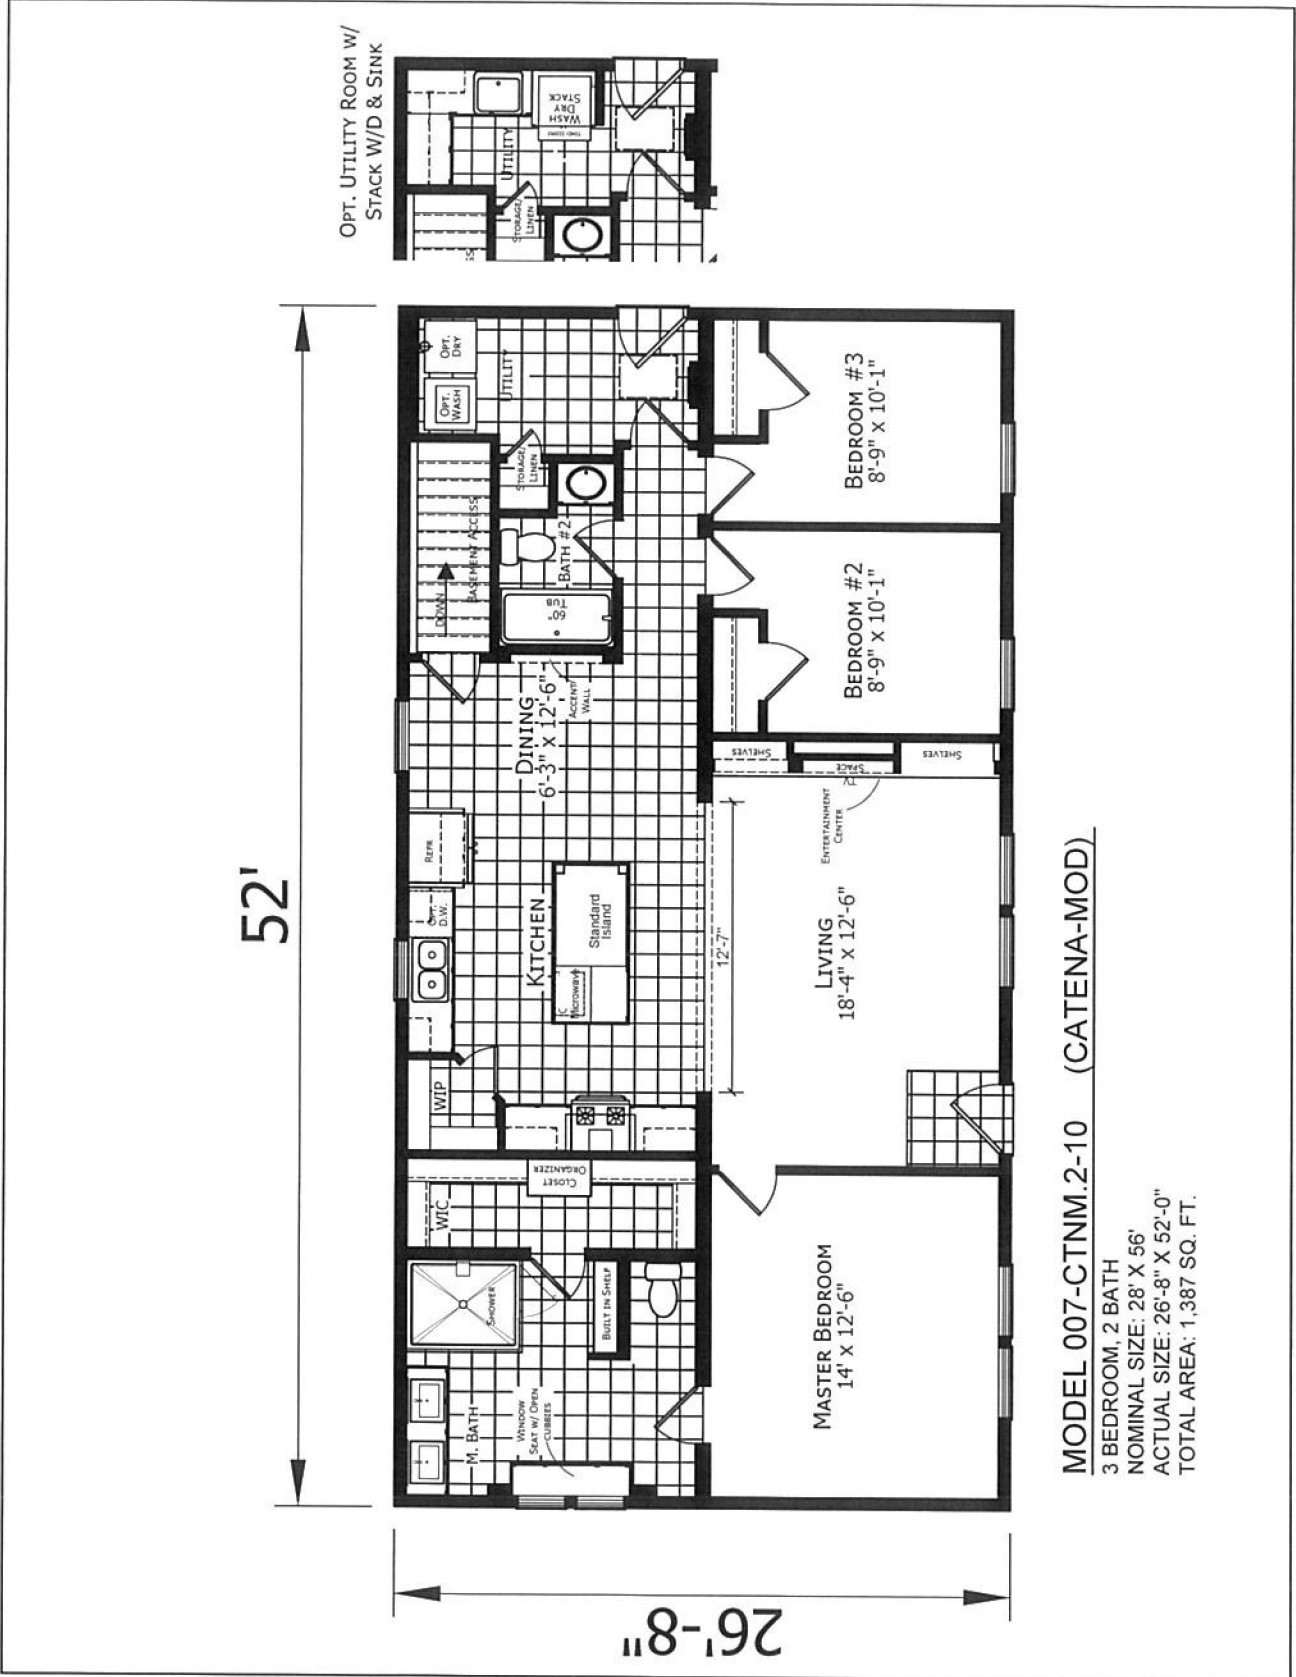 OPT. UTILITY ROOM W/
STACK W/D & SINK
UTILITY
STORAGE/
LINEN
WASH
DRY
STACK
SS
52'
26'-8"
OPT.
DRY
OPT.
WASH
UTILITY
STORAGE/
LINEN
DOWN
BASEMENT ACCESS
BATH #2
60"
TUB
DINING
6'-3" X 12'-6"
ACCENT
WALL
REFR
OPT.
D.W.
KITCHEN
Standard
Island
Microwave
WIP
12'-7"
CLOSET
ORGANIZER
WIC
SHOWER
BUILT IN SHELF
M. BATH
WINDOW
SEAT W/ OPEN
CUBBIES
BEDROOM #3
8'-9" X 10'-1"
BEDROOM #2
8'-9" X 10'-1"
SHELVES
TV
SPACE
SHELVES
ENTERTAINMENT
CENTER
LIVING
18'-4" X 12'-6"
MASTER BEDROOM
14' X 12'-6"
MODEL 007-CTNM.2-10 (CATENA-MOD)
3 BEDROOM, 2 BATH
NOMINAL SIZE: 28' X 56'
ACTUAL SIZE: 26'-8" X 52'-0"
TOTAL AREA: 1,387 SQ. FT.